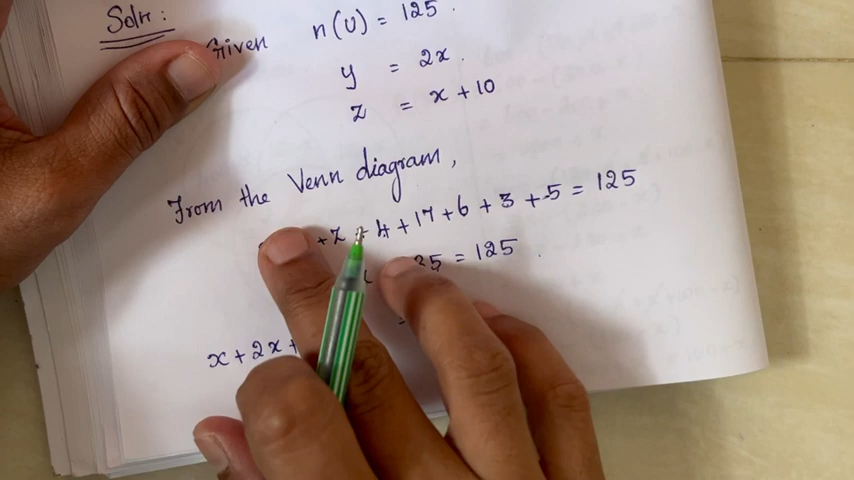 Soln:
Given n(U) = 125.
y = 2x.
z = x + 10
From the Venn diagram,
+z + 4 + 17 + 6 + 3 + 5 = 125
35 = 125.
x + 2x +